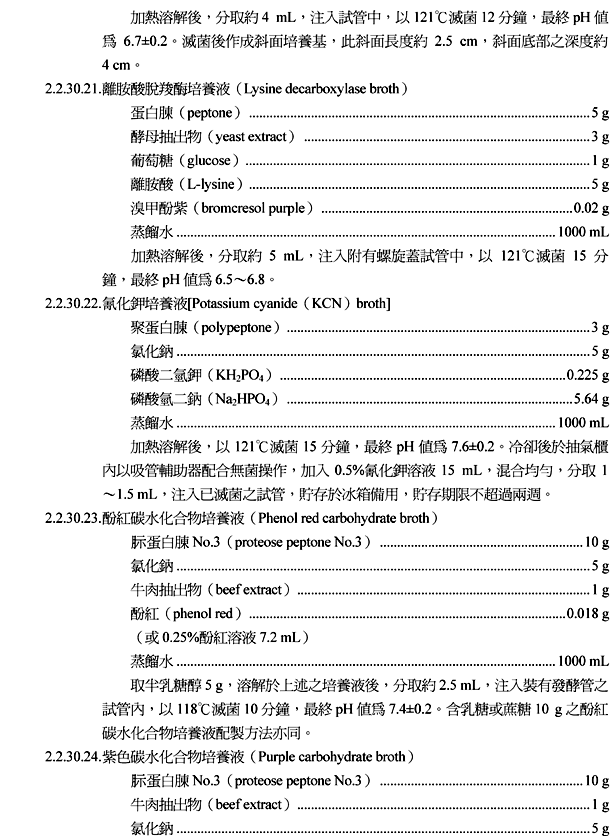 加熱溶解後，分取約 4 mL，注入試管中，以 121℃滅菌 12 分鐘，最終 pH 值
爲 6.7±0.2。滅菌後作成斜面培養基，此斜面長度約 2.5 cm，斜面底部之深度約
4 cm。
2.2.30.21.離胺酸脫羧酶培養液（Lysine decarboxylase broth）
蛋白腖（peptone）.......................................................................5 g
酵母抽出物（yeast extract）.........................................................3 g
葡萄糖（glucose）.......................................................................1 g
離胺酸（L-lysine）......................................................................5 g
溴甲酚紫（bromcresol purple）................................................0.02 g
蒸餾水....................................................................................1000 mL
加熱溶解後，分取約 5 mL，注入附有螺旋蓋試管中，以 121℃滅菌 15 分
鐘，最終 pH 值爲 6.5～6.8。
2.2.30.22.氰化鉀培養液[Potassium cyanide（KCN）broth]
聚蛋白腖（polypeptone）............................................................3 g
氯化鈉......................................................................................5 g
磷酸二氫鉀（KH₂PO₄）........................................................0.225 g
磷酸氫二鈉（Na₂HPO₄）........................................................5.64 g
蒸餾水....................................................................................1000 mL
加熱溶解後，以 121℃滅菌 15 分鐘，最終 pH 值爲 7.6±0.2。冷卻後於抽氣櫃
內以吸管輔助器配合無菌操作，加入 0.5%氰化鉀溶液 15 mL，混合均勻，分取 1
～1.5 mL，注入已滅菌之試管，貯存於冰箱備用，貯存期限不超過兩週。
2.2.30.23.酚紅碳水化合物培養液（Phenol red carbohydrate broth）
胨蛋白腖 No.3（proteose peptone No.3）...........................................10 g
氯化鈉......................................................................................5 g
牛肉抽出物（beef extract）..........................................................1 g
酚紅（phenol red）..................................................................0.018 g
（或 0.25%酚紅溶液 7.2 mL）
蒸餾水....................................................................................1000 mL
取半乳糖醇 5 g，溶解於上述之培養液後，分取約 2.5 mL，注入裝有發酵管之
試管內，以 118℃滅菌 10 分鐘，最終 pH 值爲 7.4±0.2。含乳糖或蔗糖 10 g 之酚紅
碳水化合物培養液配製方法亦同。
2.2.30.24.紫色碳水化合物培養液（Purple carbohydrate broth）
胨蛋白腖 No.3（proteose peptone No.3）...........................................10 g
牛肉抽出物（beef extract）..........................................................1 g
氯化鈉......................................................................................5 g